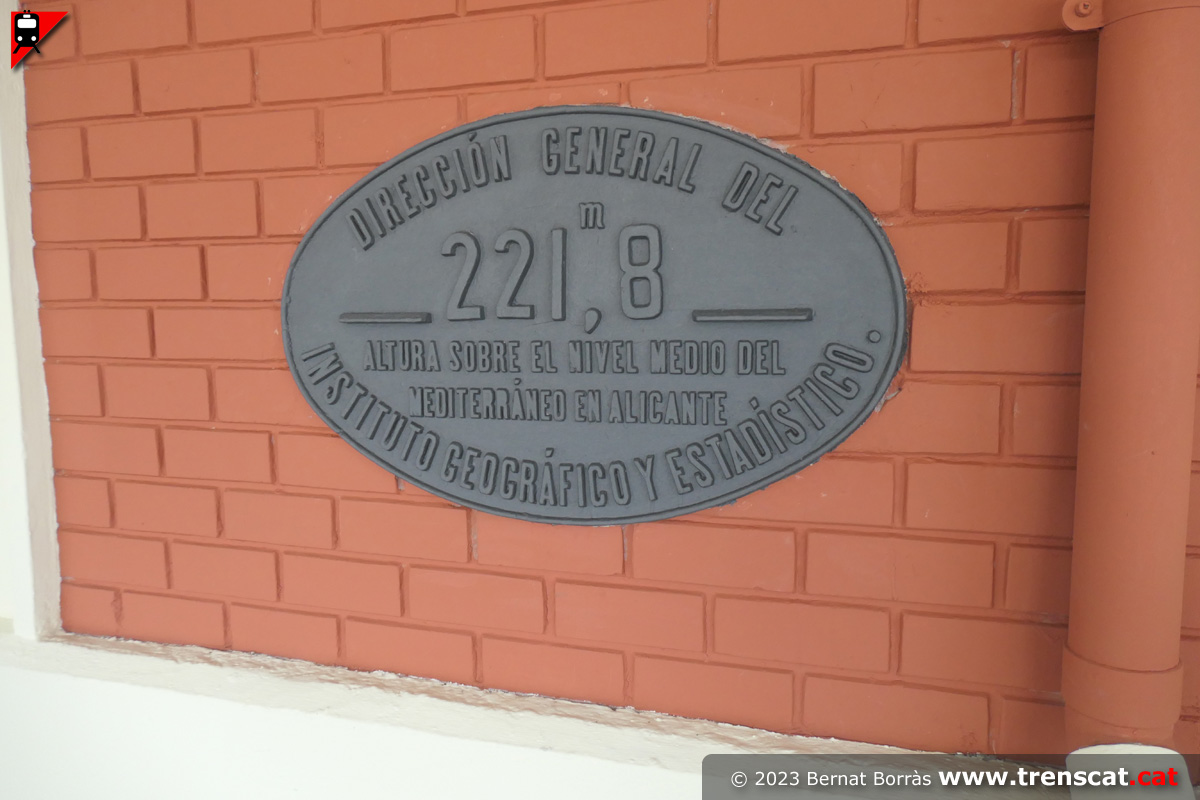 DIRECCIÓN GENERAL DEL
m
221,8
ALTURA SOBRE EL NIVEL MEDIO DEL
MEDITERRÁNEO EN ALICANTE
INSTITUTO GEOGRÁFICO Y ESTADÍSTICO.
© 2023 Bernat Borràs www.trenscat.cat